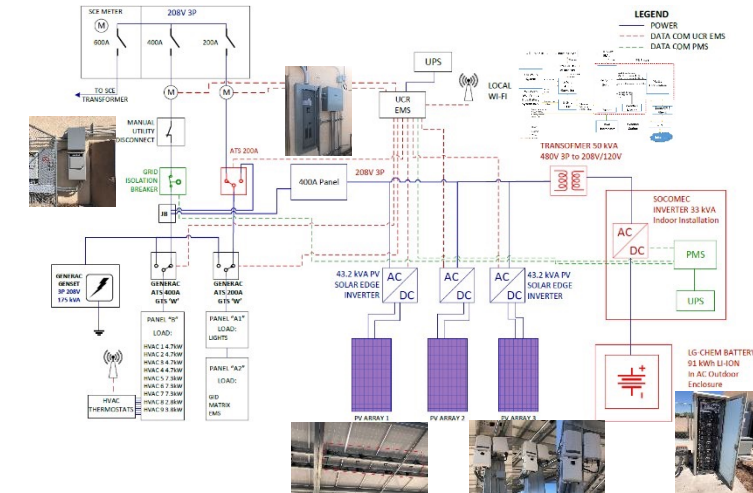 SCE METER
208V 3P
M
600A
400A
200A
TO SCE
TRANSFORMER
M
M
MANUAL
UTILITY
DISCONNECT
ATS 200A
GRID
ISOLATION
BREAKER
JB
UPS
UCR
EMS
LOCAL
WI-FI
LEGEND
POWER
DATA COM UCR EMS
DATA COM PMS
TRANSOFMER 50 kVA
480V 3P to 208V/120V
400A Panel
208V 3P
SOCOMEC
INVERTER 33 kVA
Indoor Installation
AC
DC
PMS
UPS
GENERAC
GENSET
3P 208V
175 kVA
GENERAC
ATS 400A
GTS 'W'
GENERAC
ATS 200A
GTS 'W'
43.2 kVA PV
SOLAR EDGE
INVERTER
AC
DC
AC
DC
AC
DC
43.2 kVA PV
SOLAR EDGE
INVERTER
PANEL "B"
LOAD:
HVAC 1 4.7kW
HVAC 2 4.7kW
HVAC 3 4.7kW
HVAC 4 4.7kW
HVAC 5 7.3kW
HVAC 6 7.3kW
HVAC 7 7.3kW
HVAC 8 2.8kW
HVAC 9 3.8kW
PANEL "A1"
LOAD:
LIGHTS
PANEL "A2"
LOAD:
GID
MATRIX
EMS
HVAC
THERMOSTATS
PV ARRAY 1
PV ARRAY 2
PV ARRAY 3
LG-CHEM BATTERY
91 kWh LI-ION
In AC Outdoor
Enclosure